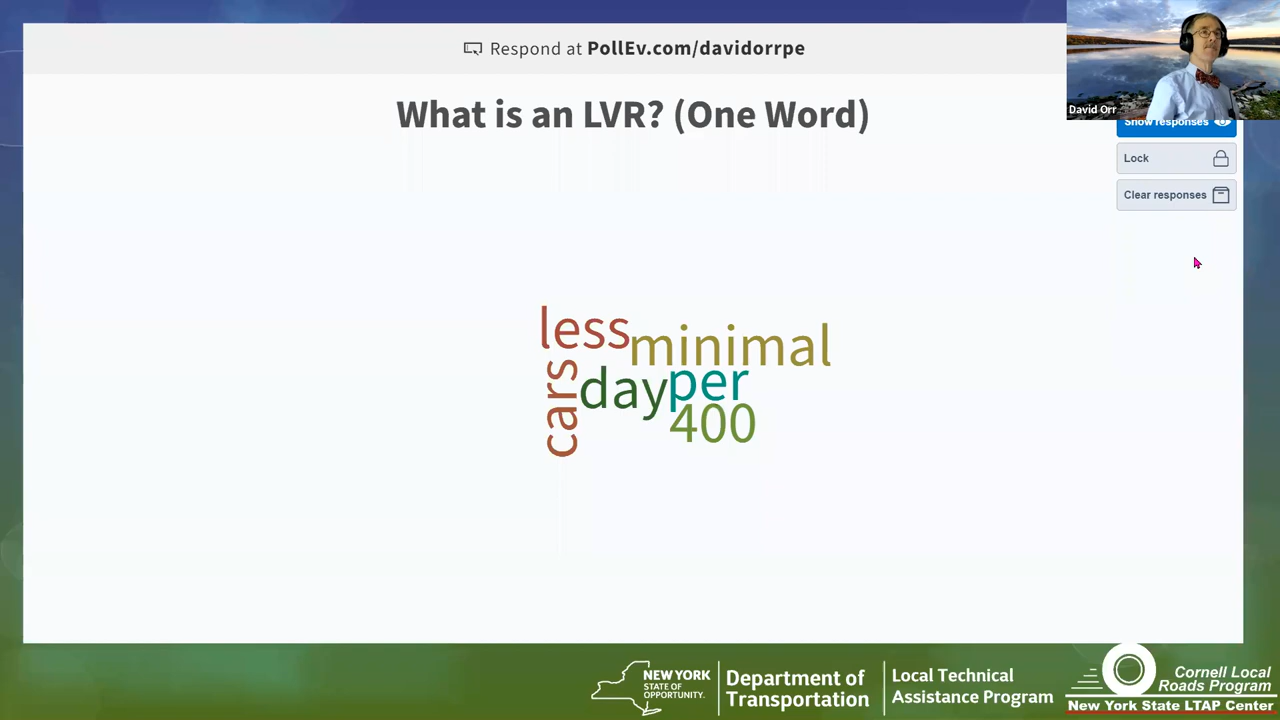 Respond at PollEv.com/davidorrpe
What is an LVR? (One Word)
David Orr
Show responses
Lock
Clear responses
less
minimal
cars
day
per
400
NEW YORK
STATE OF
OPPORTUNITY.
Department of
Transportation
Local Technical
Assistance Program
Cornell Local
Roads Program
New York State LTAP Center